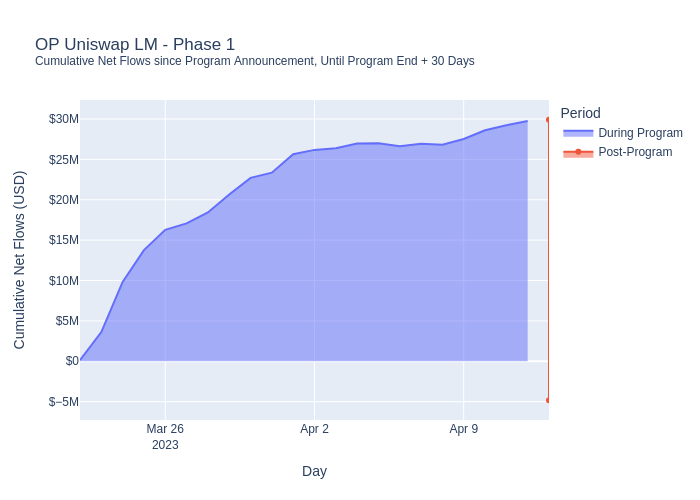 OP Uniswap LM - Phase 1
Cumulative Net Flows since Program Announcement, Until Program End + 30 Days
Period
During Program
Post-Program
Cumulative Net Flows (USD)
$30M
$25M
$20M
$15M
$10M
$5M
$0
$−5M
Mar 26
2023
Apr 2
Apr 9
Day